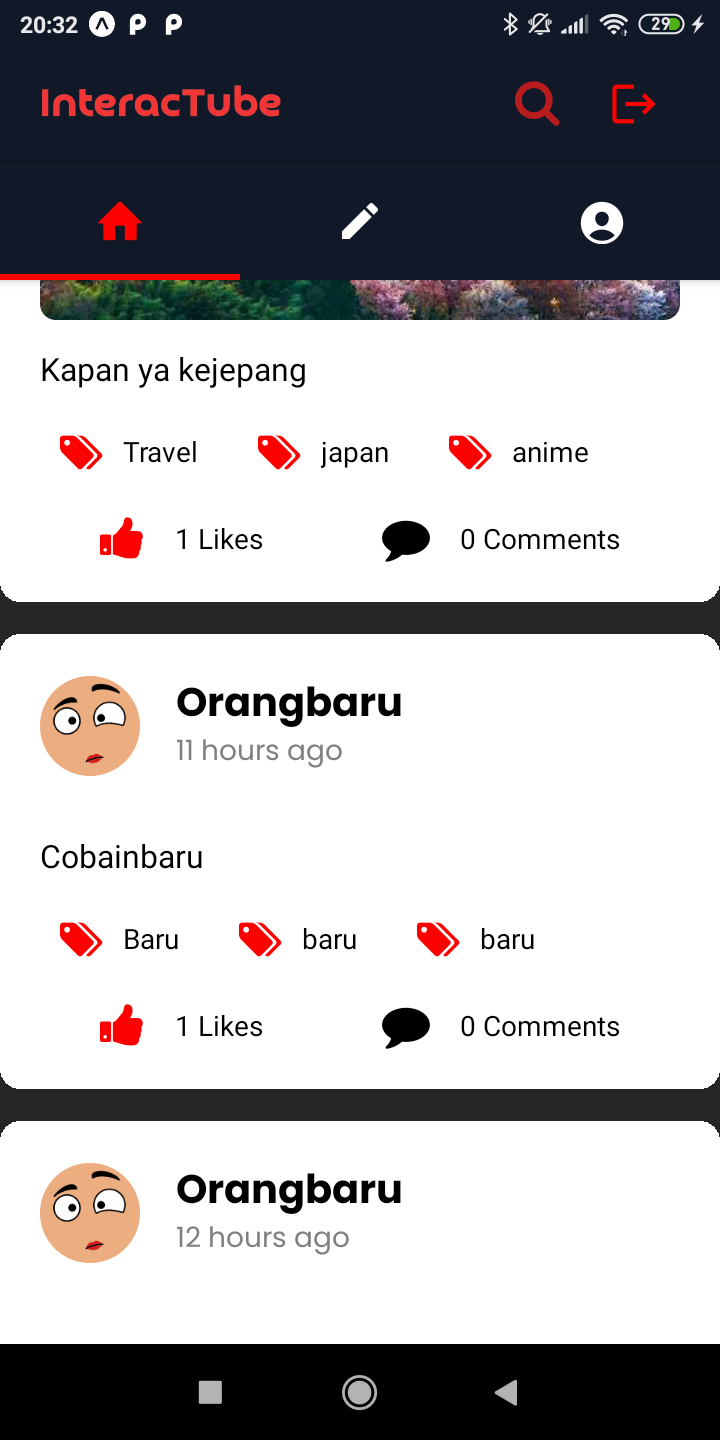 20:32
29
InteracTube
Kapan ya kejepang
Travel japan anime
1 Likes 0 Comments
Orangbaru
11 hours ago
Cobainbaru
Baru baru baru
1 Likes 0 Comments
Orangbaru
12 hours ago